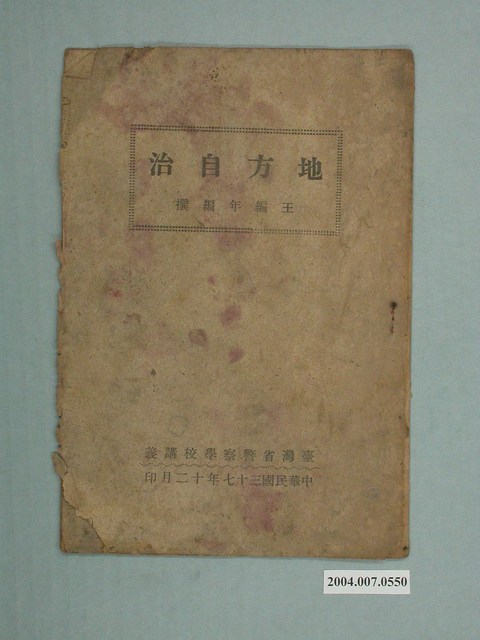 地方自治
王編年編撰
臺灣省警察學校講義
中華民國三十七年十二月印
2004.007.0550